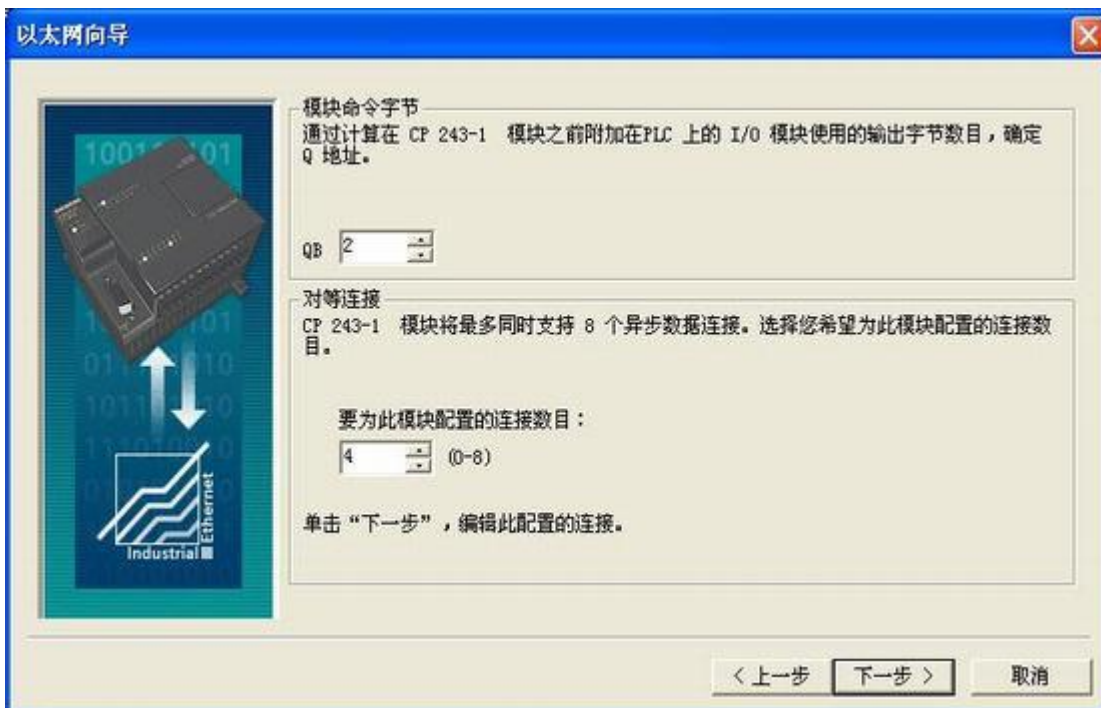 以太网向导
模块命令字节
通过计算在 CP 243-1 模块之前附加在PLC 上的 I/O 模块使用的输出字节数目，确定
Q 地址。
QB 2
对等连接
CP 243-1 模块将最多同时支持 8 个异步数据连接。选择您希望为此模块配置的连接数
目。
要为此模块配置的连接数目：
4 (0-8)
单击“下一步”，编辑此配置的连接。
Industrial
Ethernet
< 上一步
下一步 >
取消